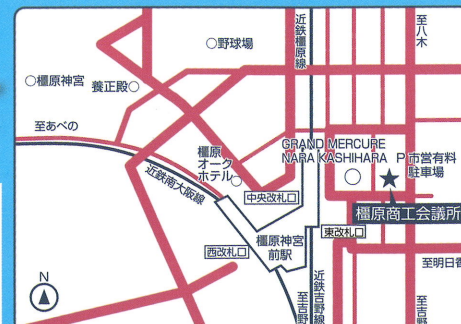 ○野球場
近鉄橿原線
至八木
○橿原神宮
養正殿○
至あべの
近鉄南大阪線
橿原
オーク
ホテル○
GRAND MERCURE
NARA KASHIHARA
P 市営有料
駐車場
中央改札口
橿原商工会議所
東改札口
西改札口
橿原神宮
前駅
至明日香
近鉄吉野線
至吉野
至吉野
N